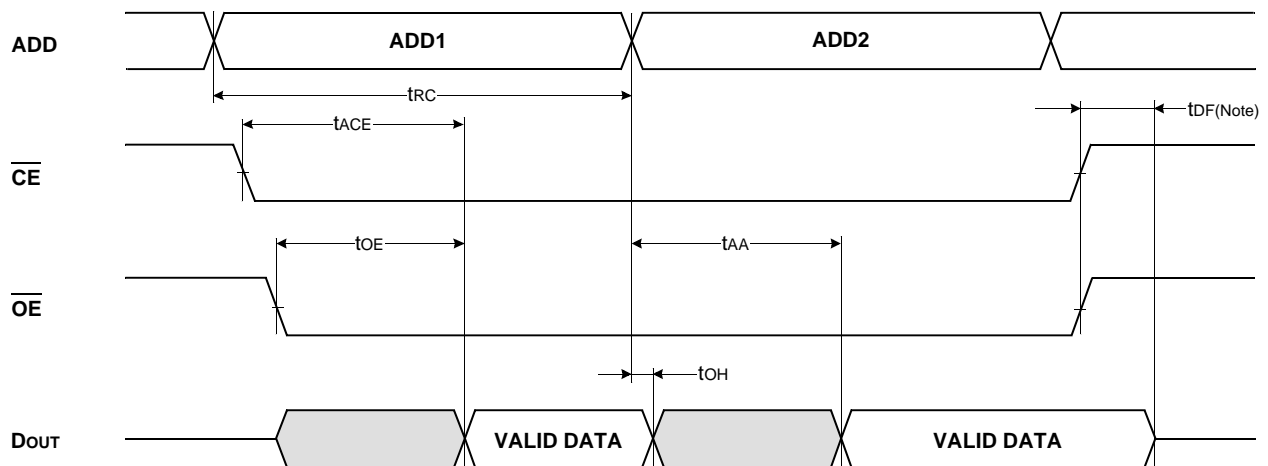 ADD
ADD1
ADD2
tRC
tDF(Note)
tACE
CE
tOE
tAA
OE
tOH
DOUT
VALID DATA
VALID DATA